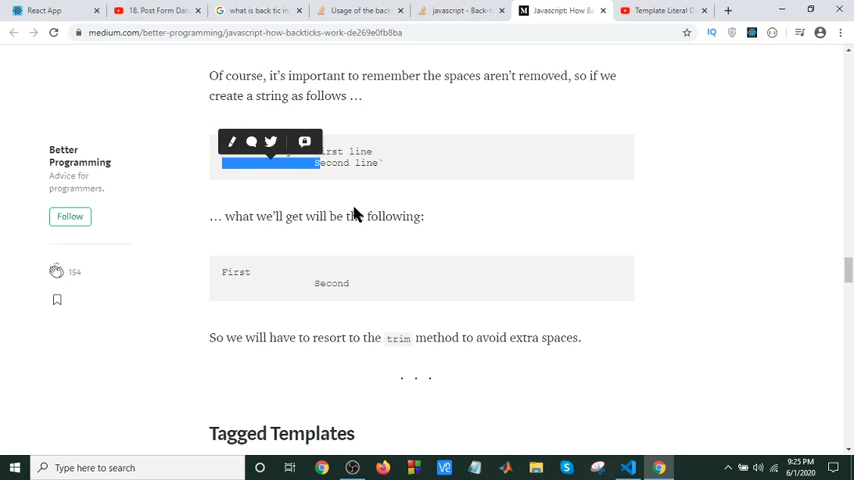 React App
18. Post Form Dat
what is back tic in
Usage of the back
javascript - Back-t
Javascript: How Ba
Template Literal D
medium.com/better-programming/javascript-how-backticks-work-de269e0fb8ba
Of course, it's important to remember the spaces aren't removed, so if we
create a string as follows …
Better
Programming
Advice for
programmers.
Follow
154
First line
Second line`
… what we'll get will be the following:
First
Second
So we will have to resort to the trim method to avoid extra spaces.
. . .
Tagged Templates
Type here to search
9:25 PM
6/1/2020